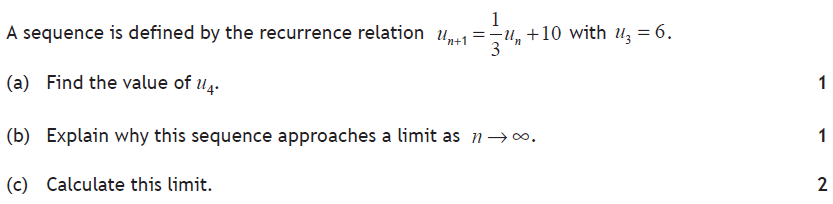 A sequence is defined by the recurrence relation u_{n+1} = \frac{1}{3}u_n + 10 with u_3 = 6.
(a) Find the value of u_4. 1
(b) Explain why this sequence approaches a limit as n → ∞. 1
(c) Calculate this limit. 2